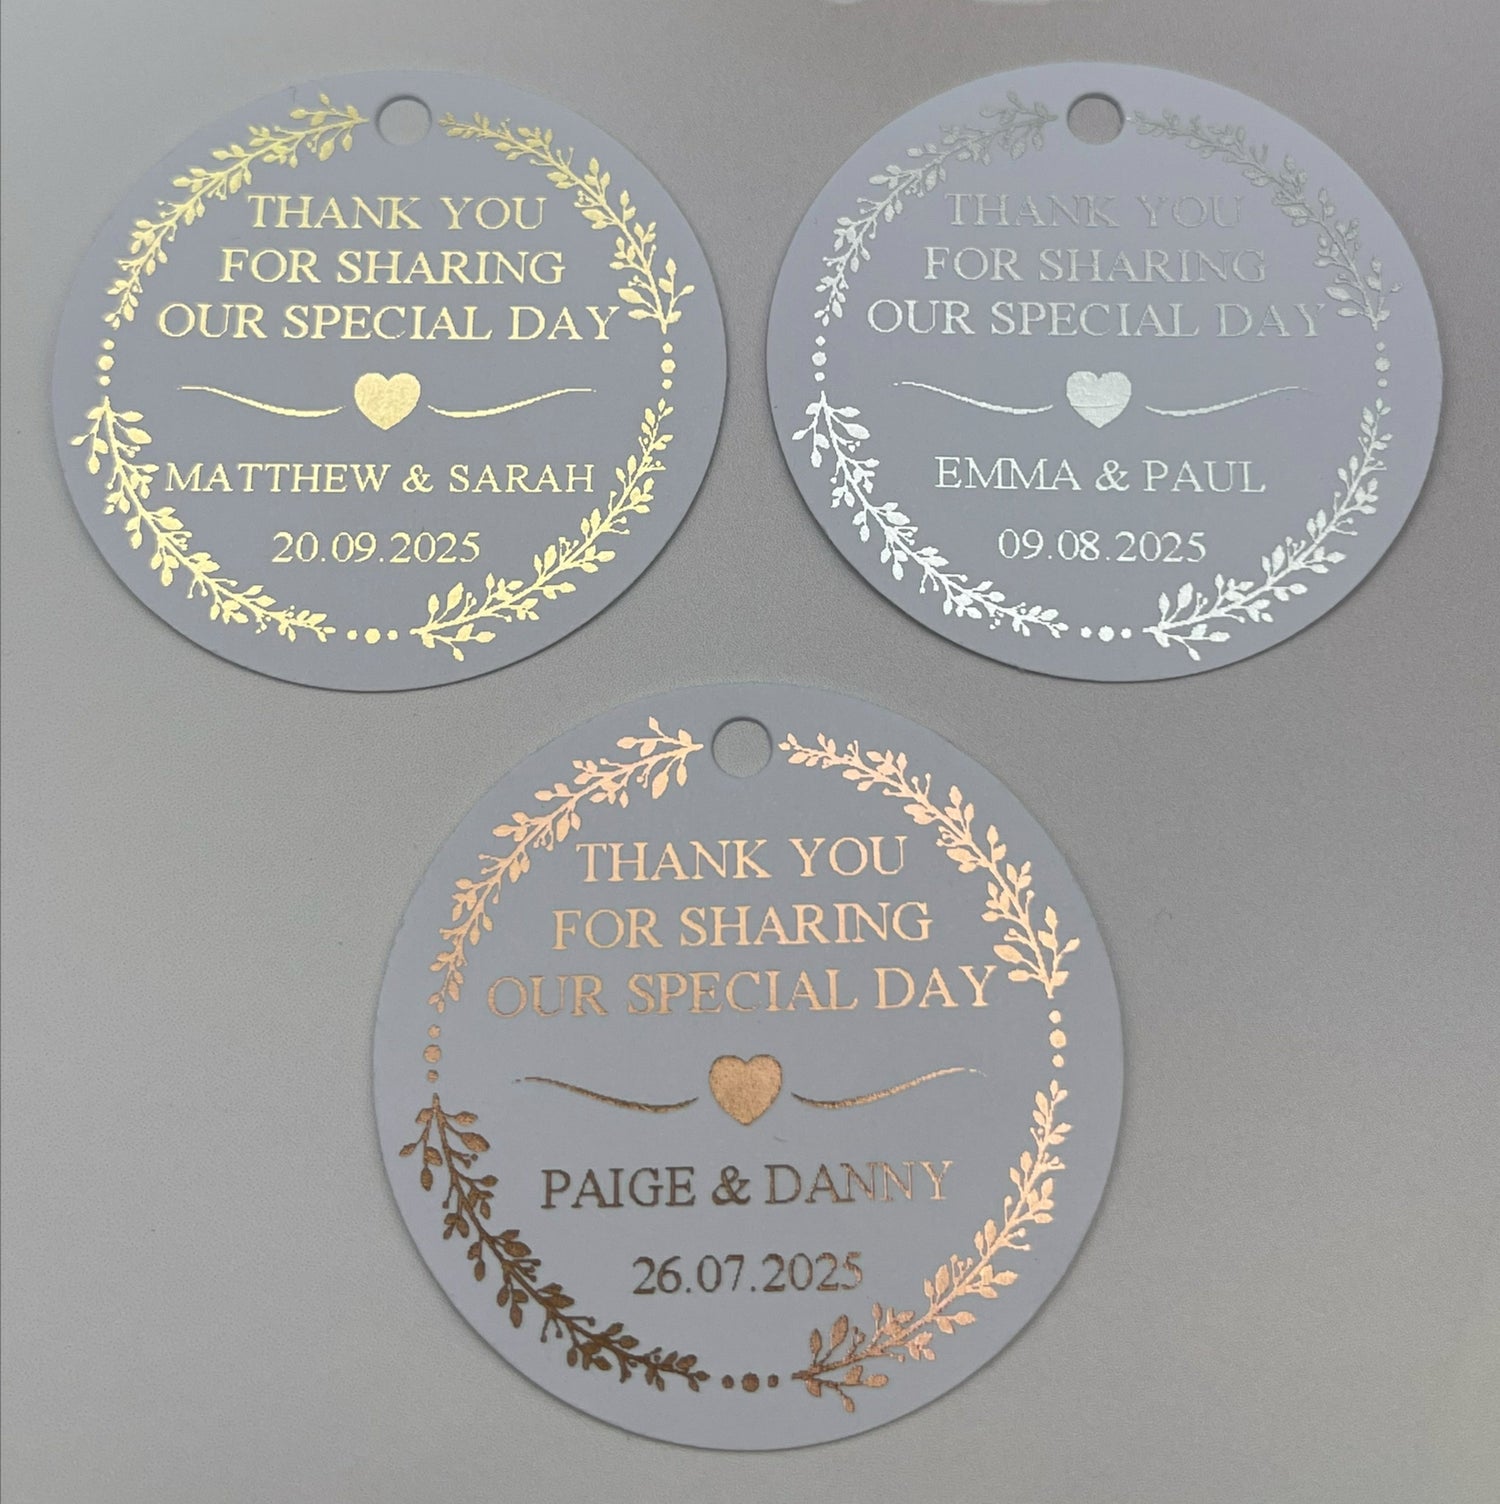 THANK YOU
FOR SHARING
OUR SPECIAL DAY
MATTHEW & SARAH
20.09.2025
THANK YOU
FOR SHARING
OUR SPECIAL DAY
EMMA & PAUL
09.08.2025
THANK YOU
FOR SHARING
OUR SPECIAL DAY
PAIGE & DANNY
26.07.2025